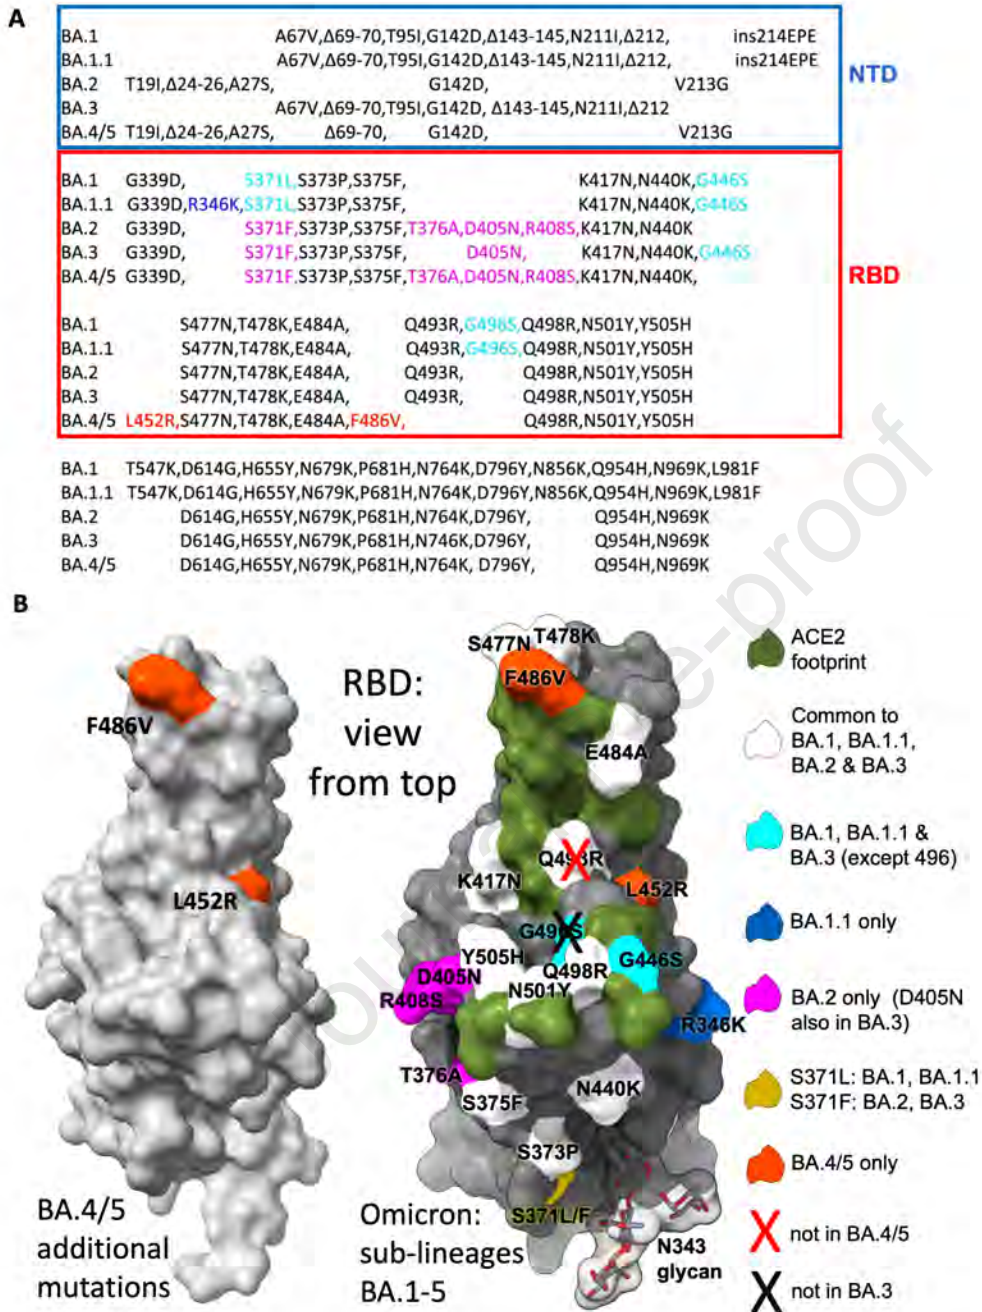 A
BA.1 A67V,Δ69-70,T95I,G142D,Δ143-145,N211I,Δ212, ins214EPE
BA.1.1 A67V,Δ69-70,T95I,G142D,Δ143-145,N211I,Δ212, ins214EPE
BA.2 T19I,Δ24-26,A27S, G142D, V213G
BA.3 A67V,Δ69-70,T95I,G142D, Δ143-145,N211I,Δ212
BA.4/5 T19I,Δ24-26,A27S, Δ69-70, G142D, V213G
NTD
BA.1 G339D, S371L,S373P,S375F, K417N,N440K,G446S
BA.1.1 G339D,R346K,S371L,S373P,S375F, K417N,N440K,G446S
BA.2 G339D, S371F,S373P,S375F,T376A,D405N,R408S,K417N,N440K
BA.3 G339D, S371F,S373P,S375F, D405N, K417N,N440K,G446S
BA.4/5 G339D, S371F,S373P,S375F,T376A,D405N,R408S,K417N,N440K,
RBD
BA.1 S477N,T478K,E484A, Q493R,G496S,Q498R,N501Y,Y505H
BA.1.1 S477N,T478K,E484A, Q493R,G496S,Q498R,N501Y,Y505H
BA.2 S477N,T478K,E484A, Q493R, Q498R,N501Y,Y505H
BA.3 S477N,T478K,E484A, Q493R, Q498R,N501Y,Y505H
BA.4/5 L452R,S477N,T478K,E484A,F486V, Q498R,N501Y,Y505H
BA.1 T547K,D614G,H655Y,N679K,P681H,N764K,D796Y,N856K,Q954H,N969K,L981F
BA.1.1 T547K,D614G,H655Y,N679K,P681H,N764K,D796Y,N856K,Q954H,N969K,L981F
BA.2 D614G,H655Y,N679K,P681H,N764K,D796Y, Q954H,N969K
BA.3 D614G,H655Y,N679K,P681H,N746K,D796Y, Q954H,N969K
BA.4/5 D614G,H655Y,N679K,P681H,N764K, D796Y, Q954H,N969K
B
F486V
L452R
BA.4/5
additional
mutations
RBD:
view
from top
S477N
T478K
F486V
E484A
Q493R
K417N
L452R
G496S
Y505H
Q498R
G446S
D405N
N501Y
R408S
R346K
T376A
S375F
N440K
S373P
S371L/F
N343
glycan
Omicron:
sub-lineages
BA.1-5
ACE2
footprint
Common to
BA.1, BA.1.1,
BA.2 & BA.3
BA.1, BA.1.1 &
BA.3 (except 496)
BA.1.1 only
BA.2 only (D405N
also in BA.3)
S371L: BA.1, BA.1.1
S371F: BA.2, BA.3
BA.4/5 only
not in BA.4/5
not in BA.3